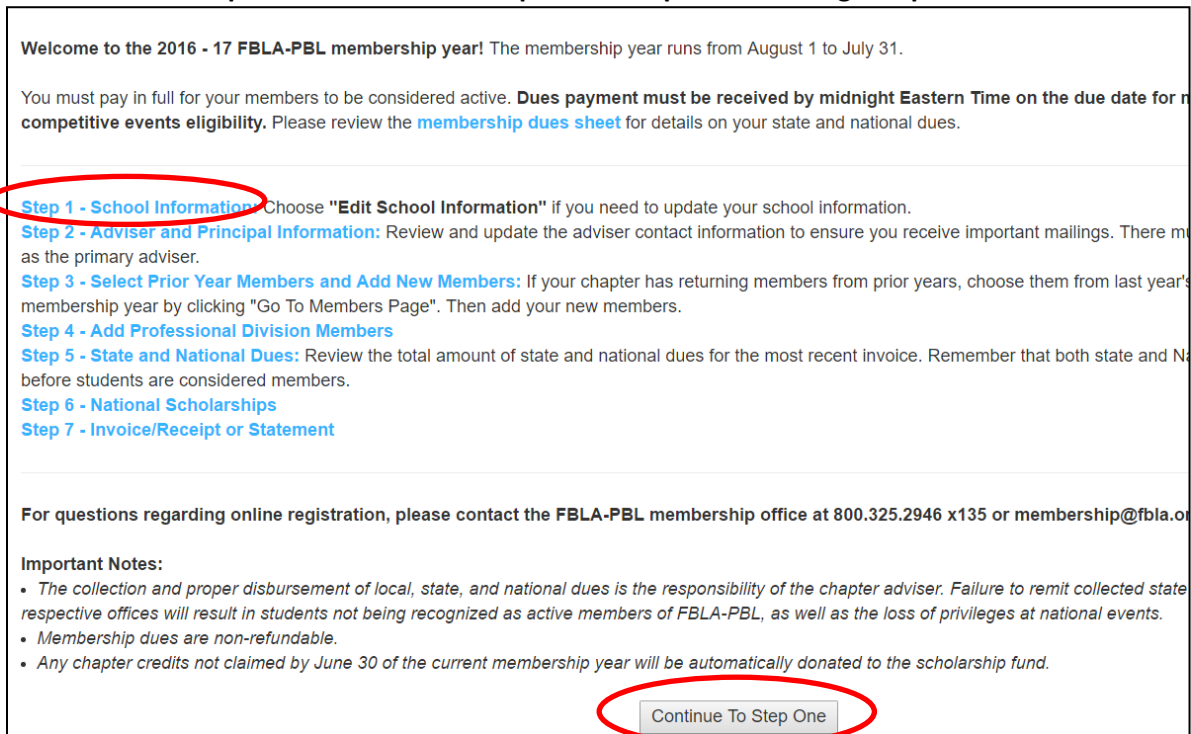 Welcome to the 2016 - 17 FBLA-PBL membership year! The membership year runs from August 1 to July 31.
You must pay in full for your members to be considered active. Dues payment must be received by midnight Eastern Time on the due date for
competitive events eligibility. Please review the membership dues sheet for details on your state and national dues.
Step 1 - School Information: Choose "Edit School Information" if you need to update your school information.
Step 2 - Adviser and Principal Information: Review and update the adviser contact information to ensure you receive important mailings. There
as the primary adviser.
Step 3 - Select Prior Year Members and Add New Members: If your chapter has returning members from prior years, choose them from last year's
membership year by clicking "Go To Members Page". Then add your new members.
Step 4 - Add Professional Division Members
Step 5 - State and National Dues: Review the total amount of state and national dues for the most recent invoice. Remember that both state and
before students are considered members.
Step 6 - National Scholarships
Step 7 - Invoice/Receipt or Statement
For questions regarding online registration, please contact the FBLA-PBL membership office at 800.325.2946 x135 or membership@fbla.or
Important Notes:
• The collection and proper disbursement of local, state, and national dues is the responsibility of the chapter adviser. Failure to remit collected state
respective offices will result in students not being recognized as active members of FBLA-PBL, as well as the loss of privileges at national events.
• Membership dues are non-refundable.
• Any chapter credits not claimed by June 30 of the current membership year will be automatically donated to the scholarship fund.
Continue To Step One